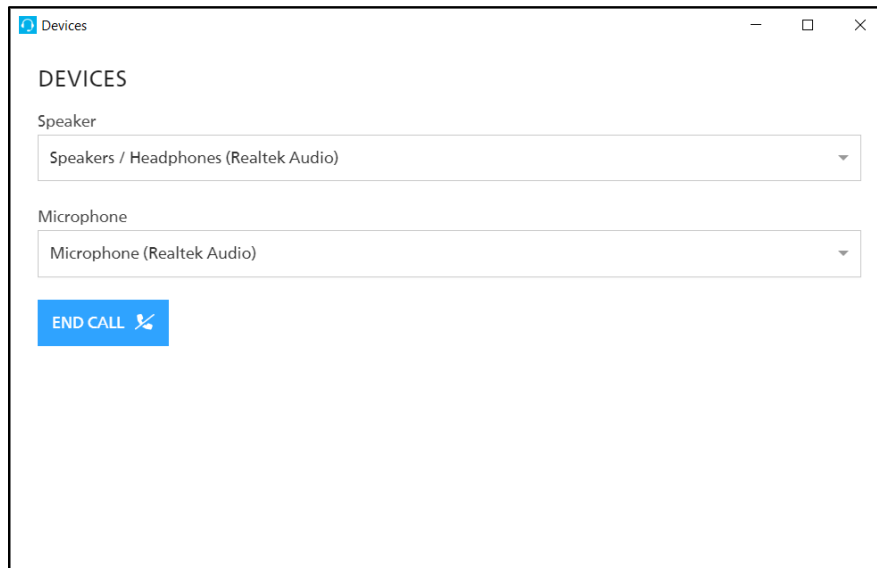 Devices
DEVICES
Speaker
Speakers / Headphones (Realtek Audio)
Microphone
Microphone (Realtek Audio)
END CALL